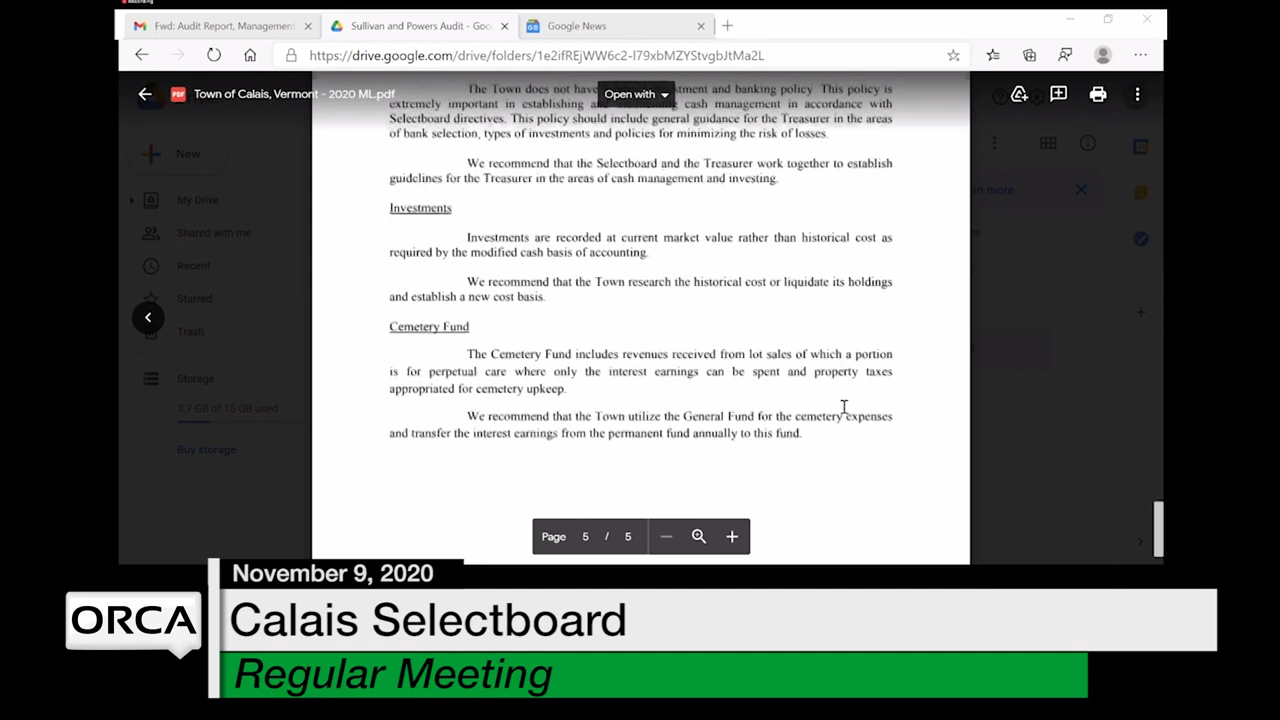 Recording
Fwd: Audit Report, Management
Sullivan and Powers Audit - Goo
Google News
https://drive.google.com/drive/folders/1e2ifREjWW6c2-l79xbMZYStvgbJtMa2L
Town of Calais, Vermont - 2020 ML.pdf
Open with
New
My Drive
Shared with me
Recent
Starred
Trash
Storage
3.7 GB of 15 GB used
Buy storage
The Town does not have stment and banking policy. This policy is
extremely important in establishing and cash management in accordance with
Selectboard directives. This policy should include general guidance for the Treasurer in the areas
of bank selection, types of investments and policies for minimizing the risk of losses.
We recommend that the Selectboard and the Treasurer work together to establish
guidelines for the Treasurer in the areas of cash management and investing.
Investments
Investments are recorded at current market value rather than historical cost as
required by the modified cash basis of accounting.
We recommend that the Town research the historical cost or liquidate its holdings
and establish a new cost basis.
Cemetery Fund
The Cemetery Fund includes revenues received from lot sales of which a portion
is for perpetual care where only the interest earnings can be spent and property taxes
appropriated for cemetery upkeep.
We recommend that the Town utilize the General Fund for the cemetery expenses
and transfer the interest earnings from the permanent fund annually to this fund.
rn more
Page 5 / 5
November 9, 2020
ORCA
Calais Selectboard
Regular Meeting